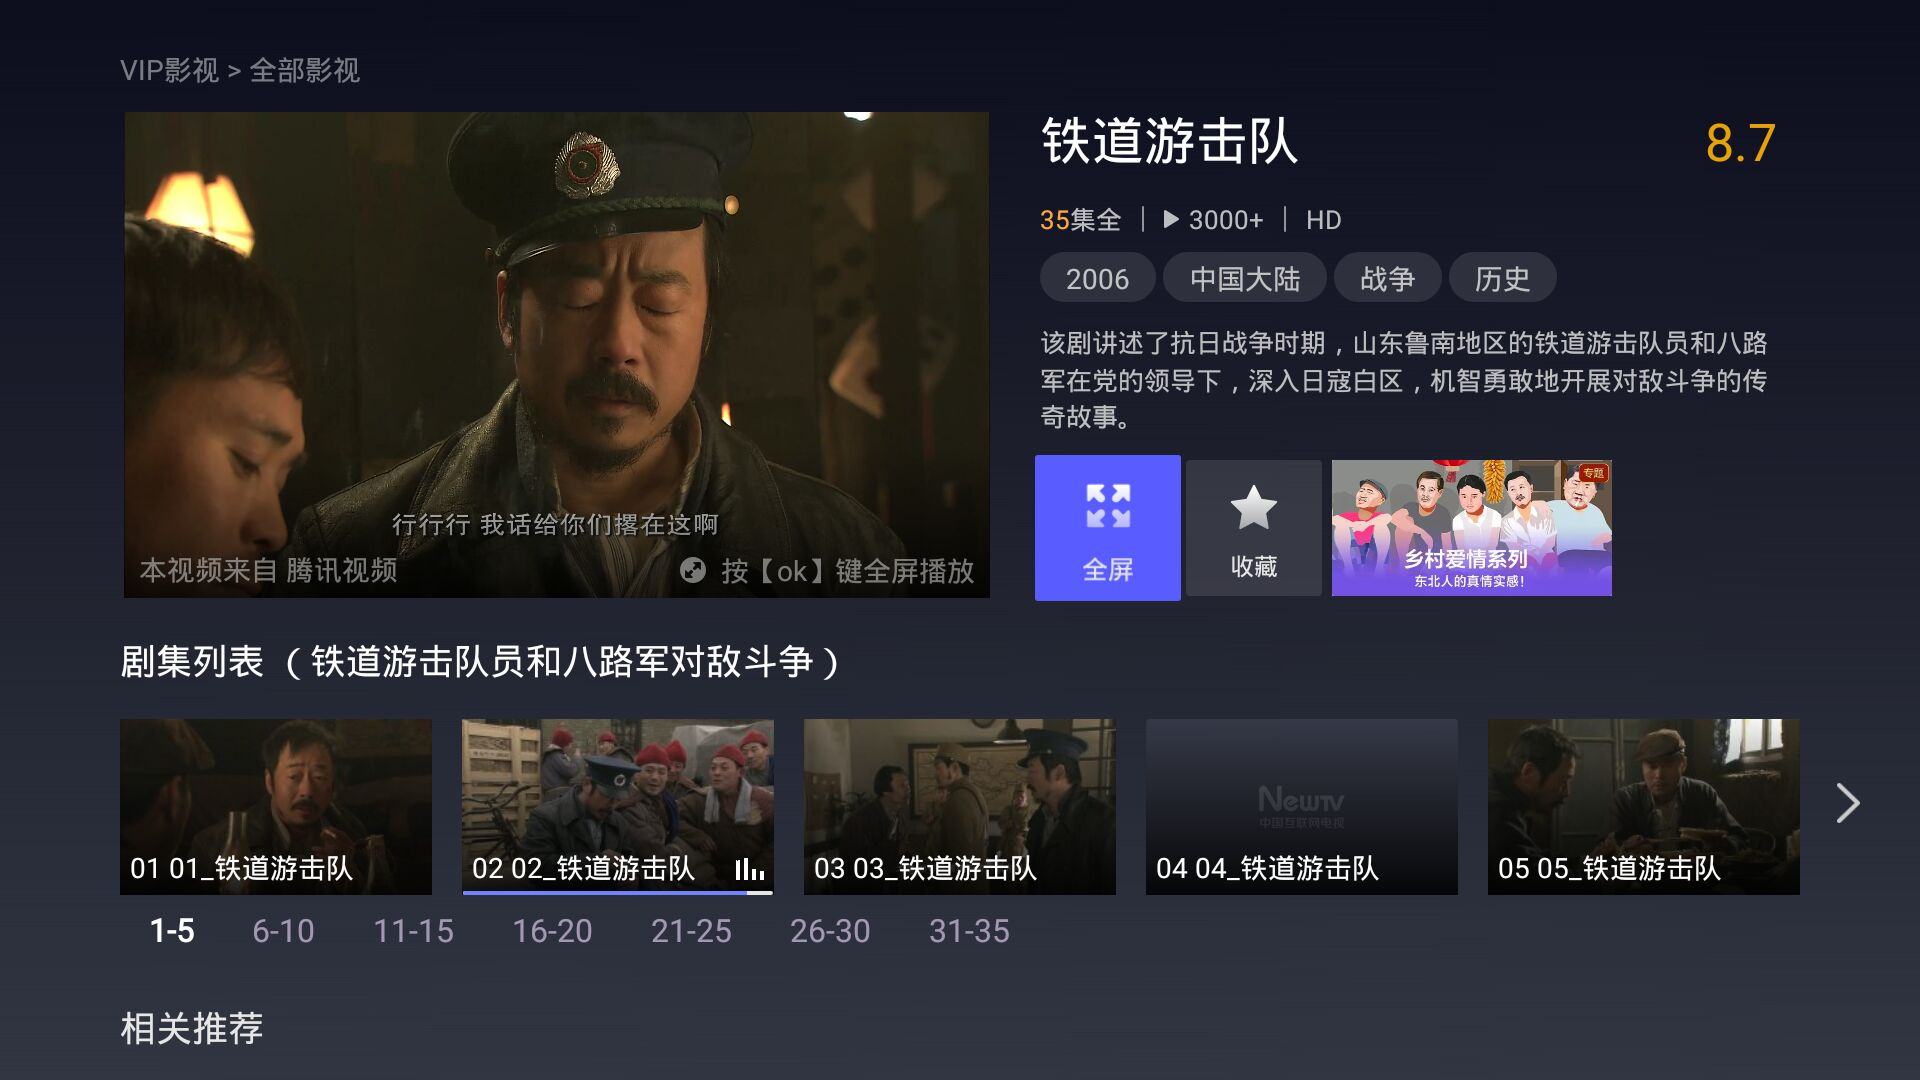 VIP影视 > 全部影视
行行行 我话给你们撂在这啊
本视频来自 腾讯视频
按【ok】键全屏播放
铁道游击队
8.7
35集全 | 3000+ | HD
2006 中国大陆 战争 历史
该剧讲述了抗日战争时期，山东鲁南地区的铁道游击队员和八路
军在党的领导下，深入日寇白区，机智勇敢地开展对敌斗争的传
奇故事。
全屏
收藏
专题
乡村爱情系列
东北人的真情实感！
剧集列表（铁道游击队员和八路军对敌斗争）
01 01_铁道游击队
02 02_铁道游击队
03 03_铁道游击队
NewTV
中国互联网电视
04 04_铁道游击队
05 05_铁道游击队
1-5 6-10 11-15 16-20 21-25 26-30 31-35
相关推荐